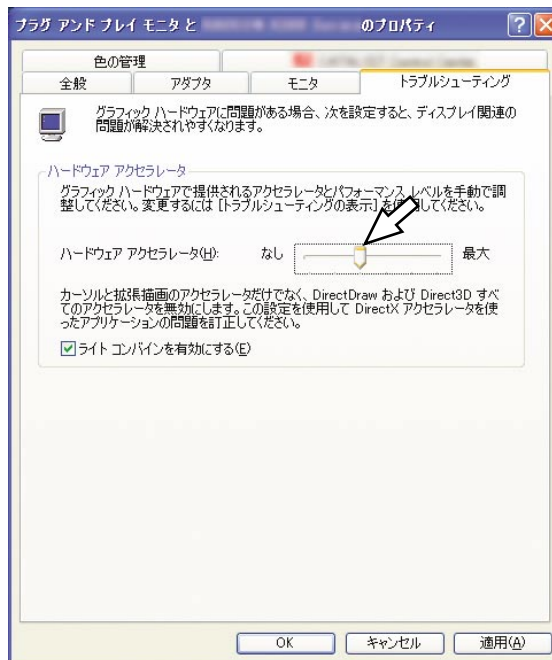 プラグ アンド プレイ モニタ と のプロパティ
色の管理
全般 アダプタ モニタ トラブルシューティング
グラフィック ハードウェアに問題がある場合、次を設定すると、ディスプレイ関連の
問題が解決されやすくなります。
ハードウェア アクセラレータ
グラフィック ハードウェアで提供されるアクセラレータとパフォーマンス レベルを手動で調
整してください。変更するには [トラブルシューティングの表示] を使用してください。
ハードウェア アクセラレータ(H): なし 最大
カーソルと拡張描画のアクセラレータだけでなく、DirectDraw および Direct3D すべ
てのアクセラレータを無効にします。この設定を使用して DirectX アクセラレータを使
ったアプリケーションの問題を訂正してください。
ライト コンバインを有効にする(E)
OK キャンセル 適用(A)